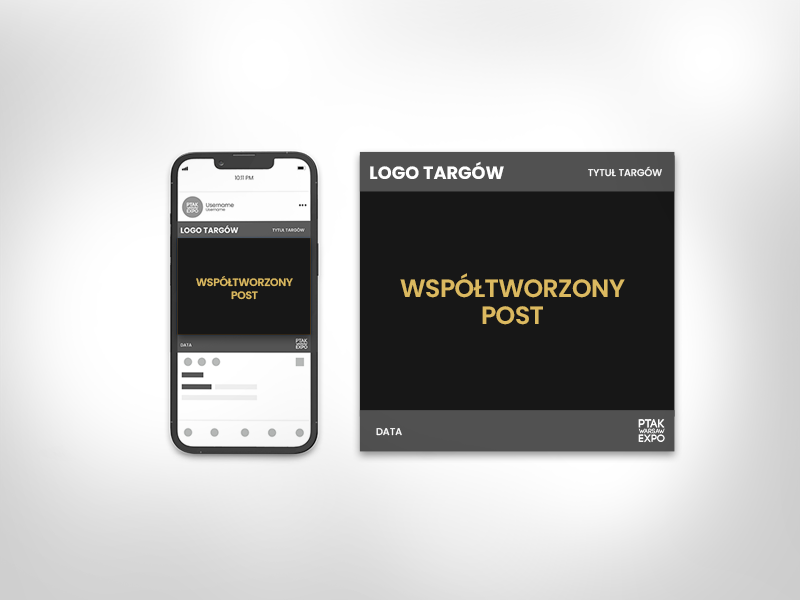 10:11 PM
PTAK
WARSAW
EXPO
Username
Username
LOGO TARGÓW
TYTUŁ TARGÓW
WSPÓŁTWORZONY
POST
DATA
PTAK
WARSAW
EXPO
LOGO TARGÓW
TYTUŁ TARGÓW
WSPÓŁTWORZONY
POST
DATA
PTAK
WARSAW
EXPO